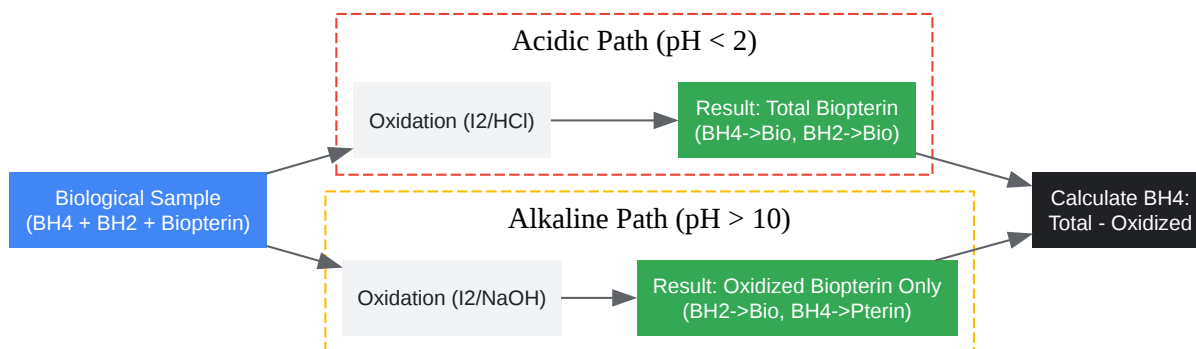 Acidic Path (pH < 2)
Oxidation (I2/HCl)
Result: Total Biopterin
(BH4->Bio, BH2->Bio)
Biological Sample
(BH4 + BH2 + Biopterin)
Calculate BH4:
Total - Oxidized
Alkaline Path (pH > 10)
Oxidation (I2/NaOH)
Result: Oxidized Biopterin Only
(BH2->Bio, BH4->Pterin)